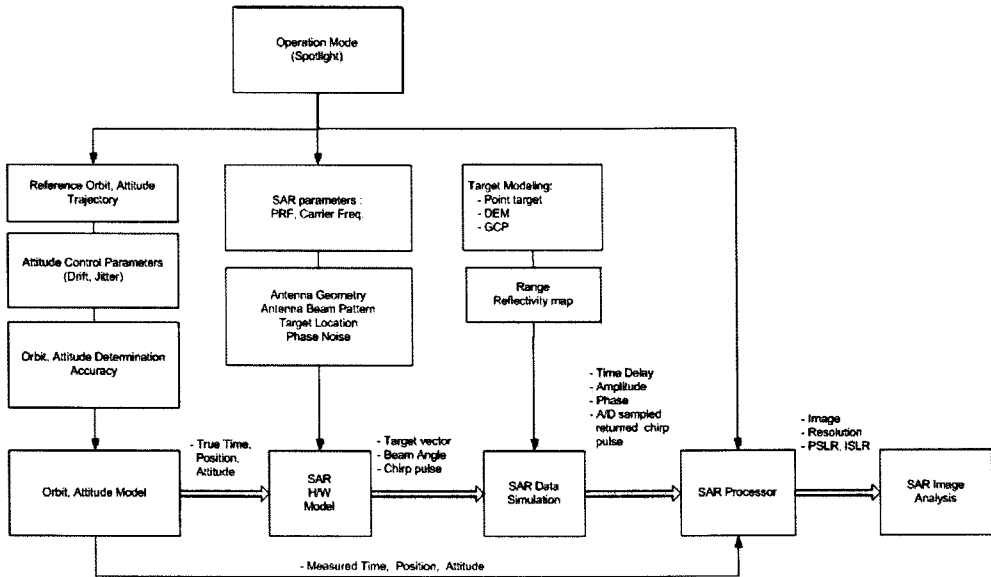 Operation Mode
(Spotlight)
Reference Orbit, Attitude
Trajectory
SAR parameters :
PRF, Carrier Freq.
Target Modeling:
- Point target
- DEM
- GCP
Attitude Control Parameters
(Drift, Jitter)
Antenna Geometry
Antenna Beam Pattern
Target Location
Phase Noise
Range
Reflectivity map
Orbit, Attitude Determination
Accuracy
- True Time,
Position,
Attitude
- Target vector
- Beam Angle
- Chirp pulse
- Time Delay
- Amplitude
- Phase
- A/D sampled
returned chirp
pulse
- Image
- Resolution
- PSLR, ISLR
Orbit, Attitude Model
SAR
H/W
Model
SAR Data
Simulation
SAR Processor
SAR Image
Analysis
- Measured Time, Position, Attitude